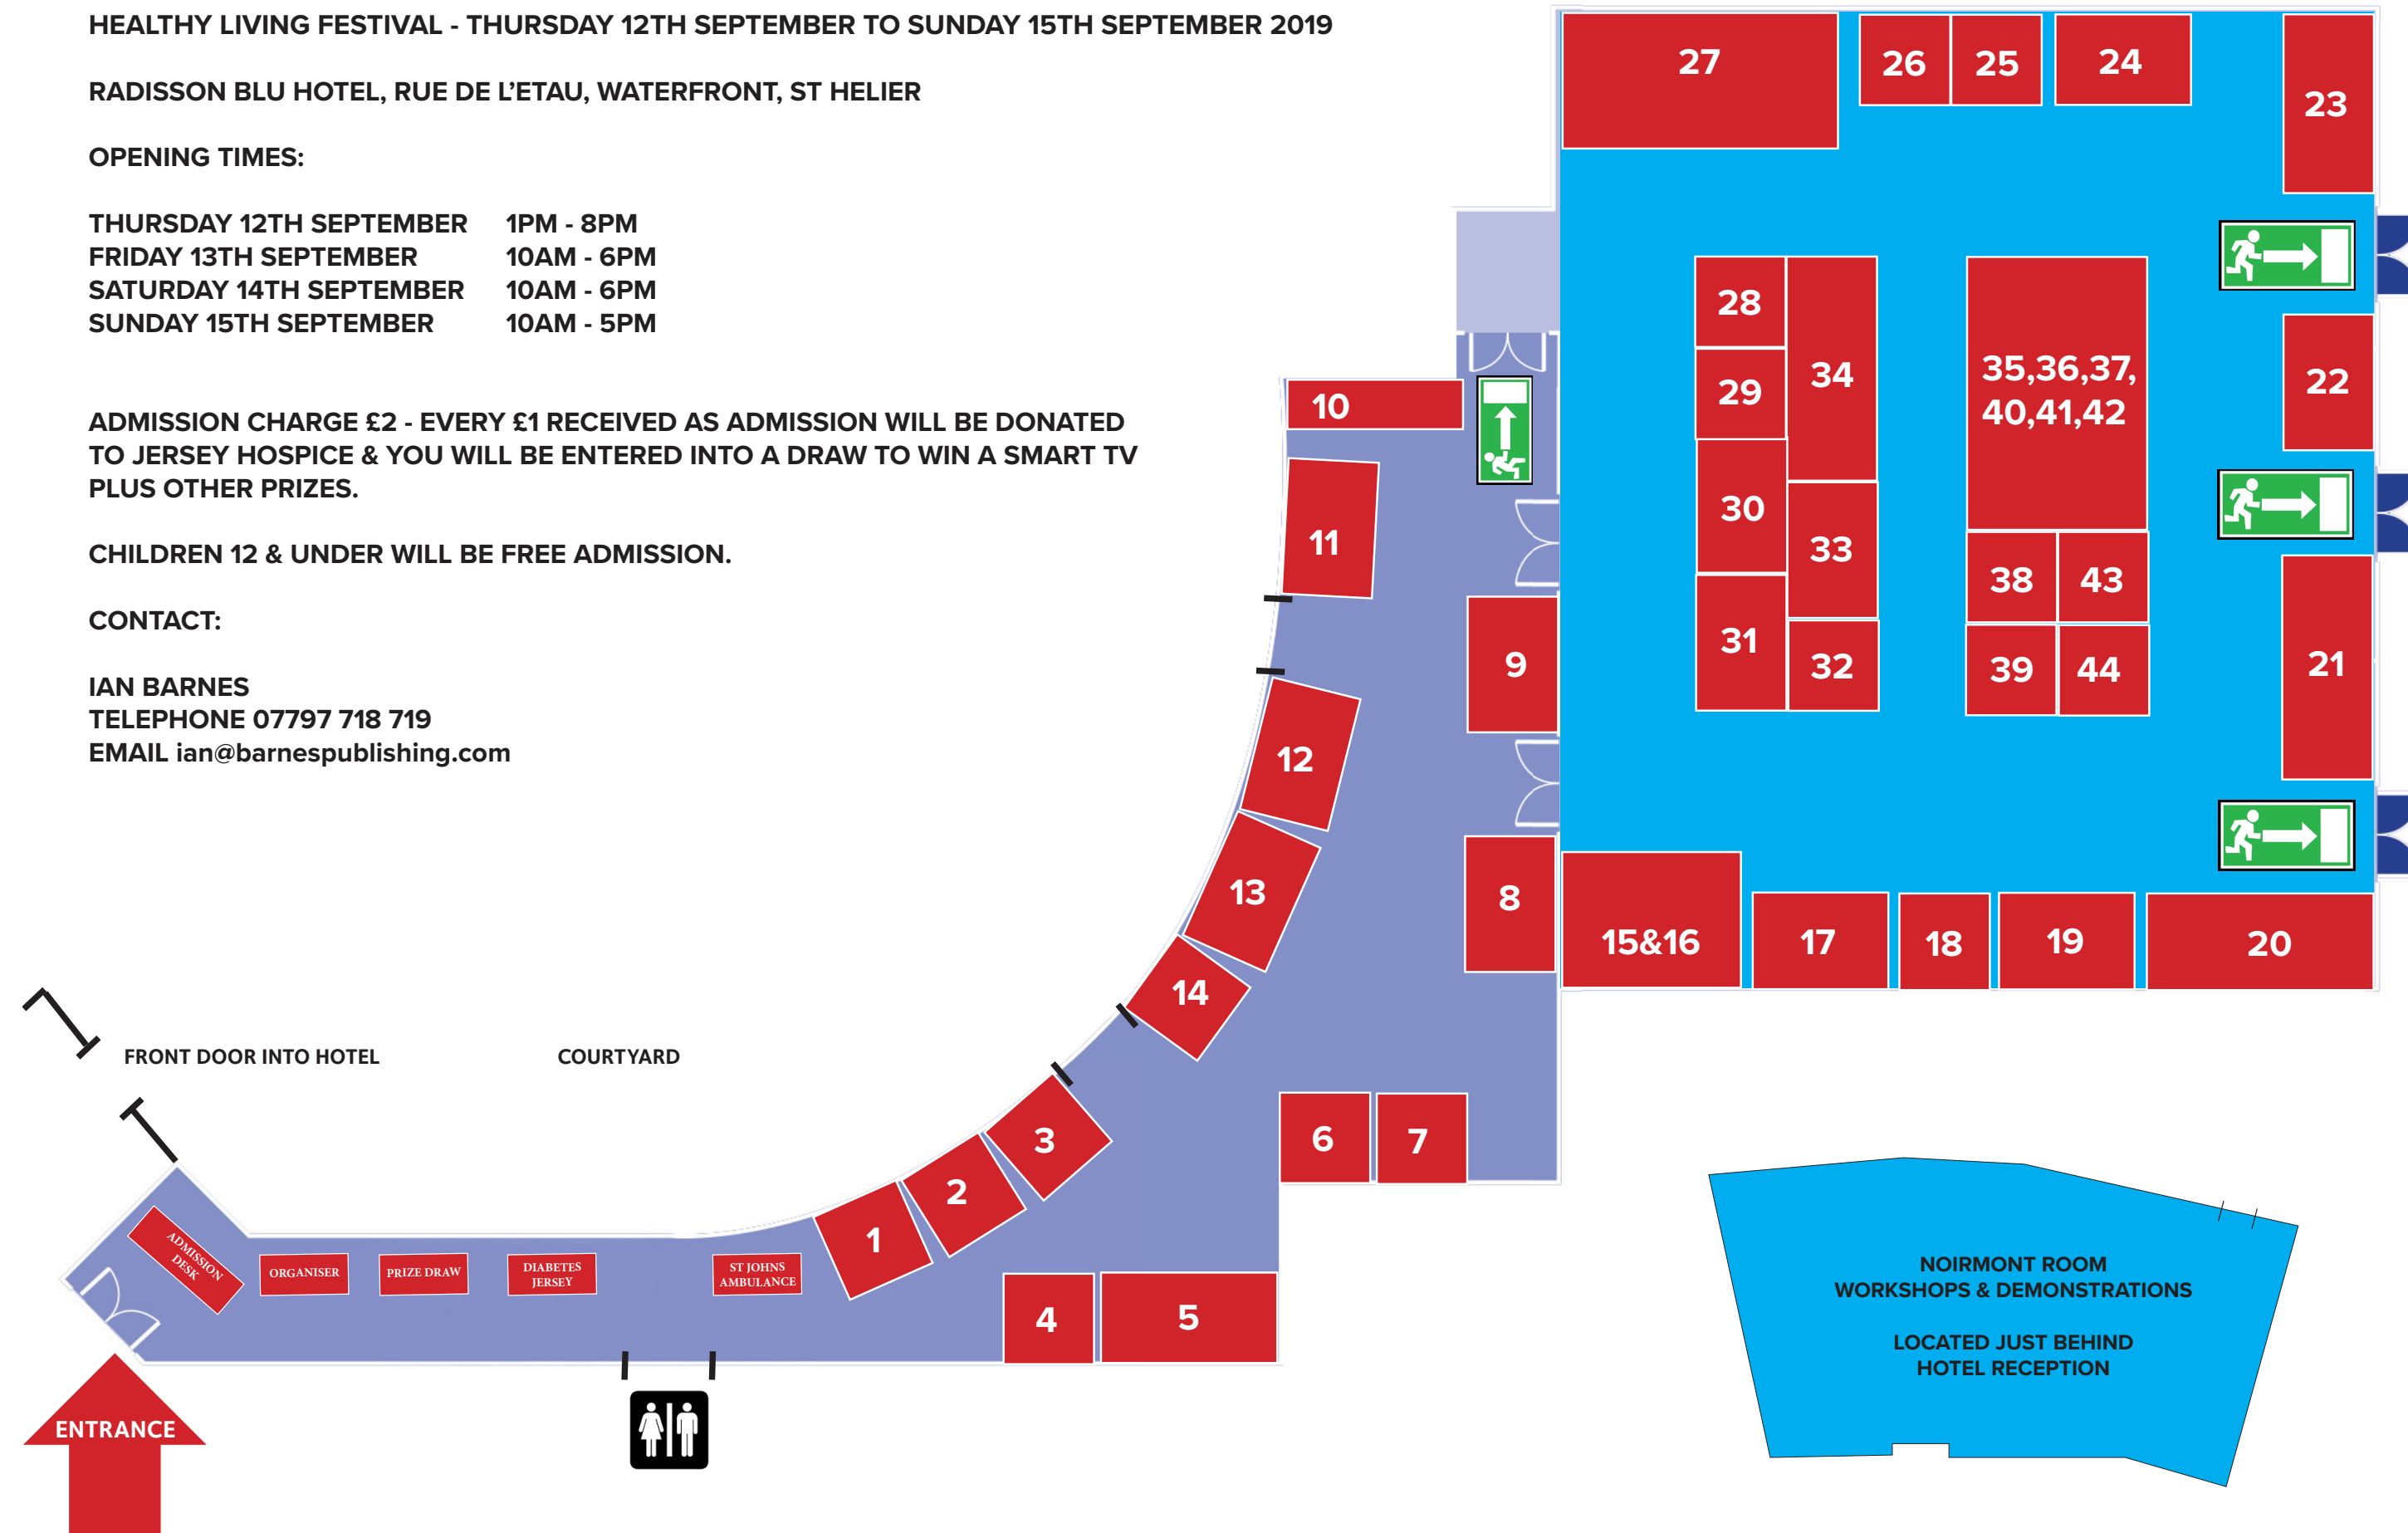 HEALTHY LIVING FESTIVAL - THURSDAY 12TH SEPTEMBER TO SUNDAY 15TH SEPTEMBER 2019
RADISSON BLU HOTEL, RUE DE L’ETAU, WATERFRONT, ST HELIER
OPENING TIMES:
THURSDAY 12TH SEPTEMBER 1PM - 8PM
FRIDAY 13TH SEPTEMBER 10AM - 6PM
SATURDAY 14TH SEPTEMBER 10AM - 6PM
SUNDAY 15TH SEPTEMBER 10AM - 5PM
ADMISSION CHARGE £2 - EVERY £1 RECEIVED AS ADMISSION WILL BE DONATED
TO JERSEY HOSPICE & YOU WILL BE ENTERED INTO A DRAW TO WIN A SMART TV
PLUS OTHER PRIZES.
CHILDREN 12 & UNDER WILL BE FREE ADMISSION.
CONTACT:
IAN BARNES
TELEPHONE 07797 718 719
EMAIL ian@barnespublishing.com
27
26
25
24
23
28
29
34
35,36,37,
40,41,42
22
10
30
33
11
38
43
31
32
39
44
21
9
12
13
8
15&16
17
18
19
20
14
FRONT DOOR INTO HOTEL
COURTYARD
3
6
7
2
1
ADMISSION
DESK
ORGANISER
PRIZE DRAW
DIABETES
JERSEY
ST JOHNS
AMBULANCE
4
5
ENTRANCE
NOIRMONT ROOM
WORKSHOPS & DEMONSTRATIONS
LOCATED JUST BEHIND
HOTEL RECEPTION